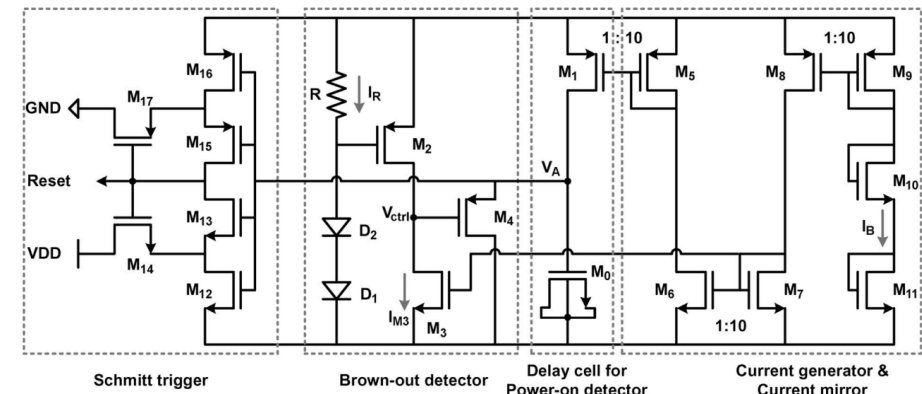 1 : 10
1:10
M16
M1
M5
M8
M9
M17
R
IR
GND
M15
M2
Reset
VA
M10
M13
Vctrl
M4
D2
IB
VDD
M14
M0
M12
D1
M6
M7
M11
IM3
M3
1:10
Schmitt trigger
Brown-out detector
Delay cell for
Power-on detector
Current generator &
Current mirror